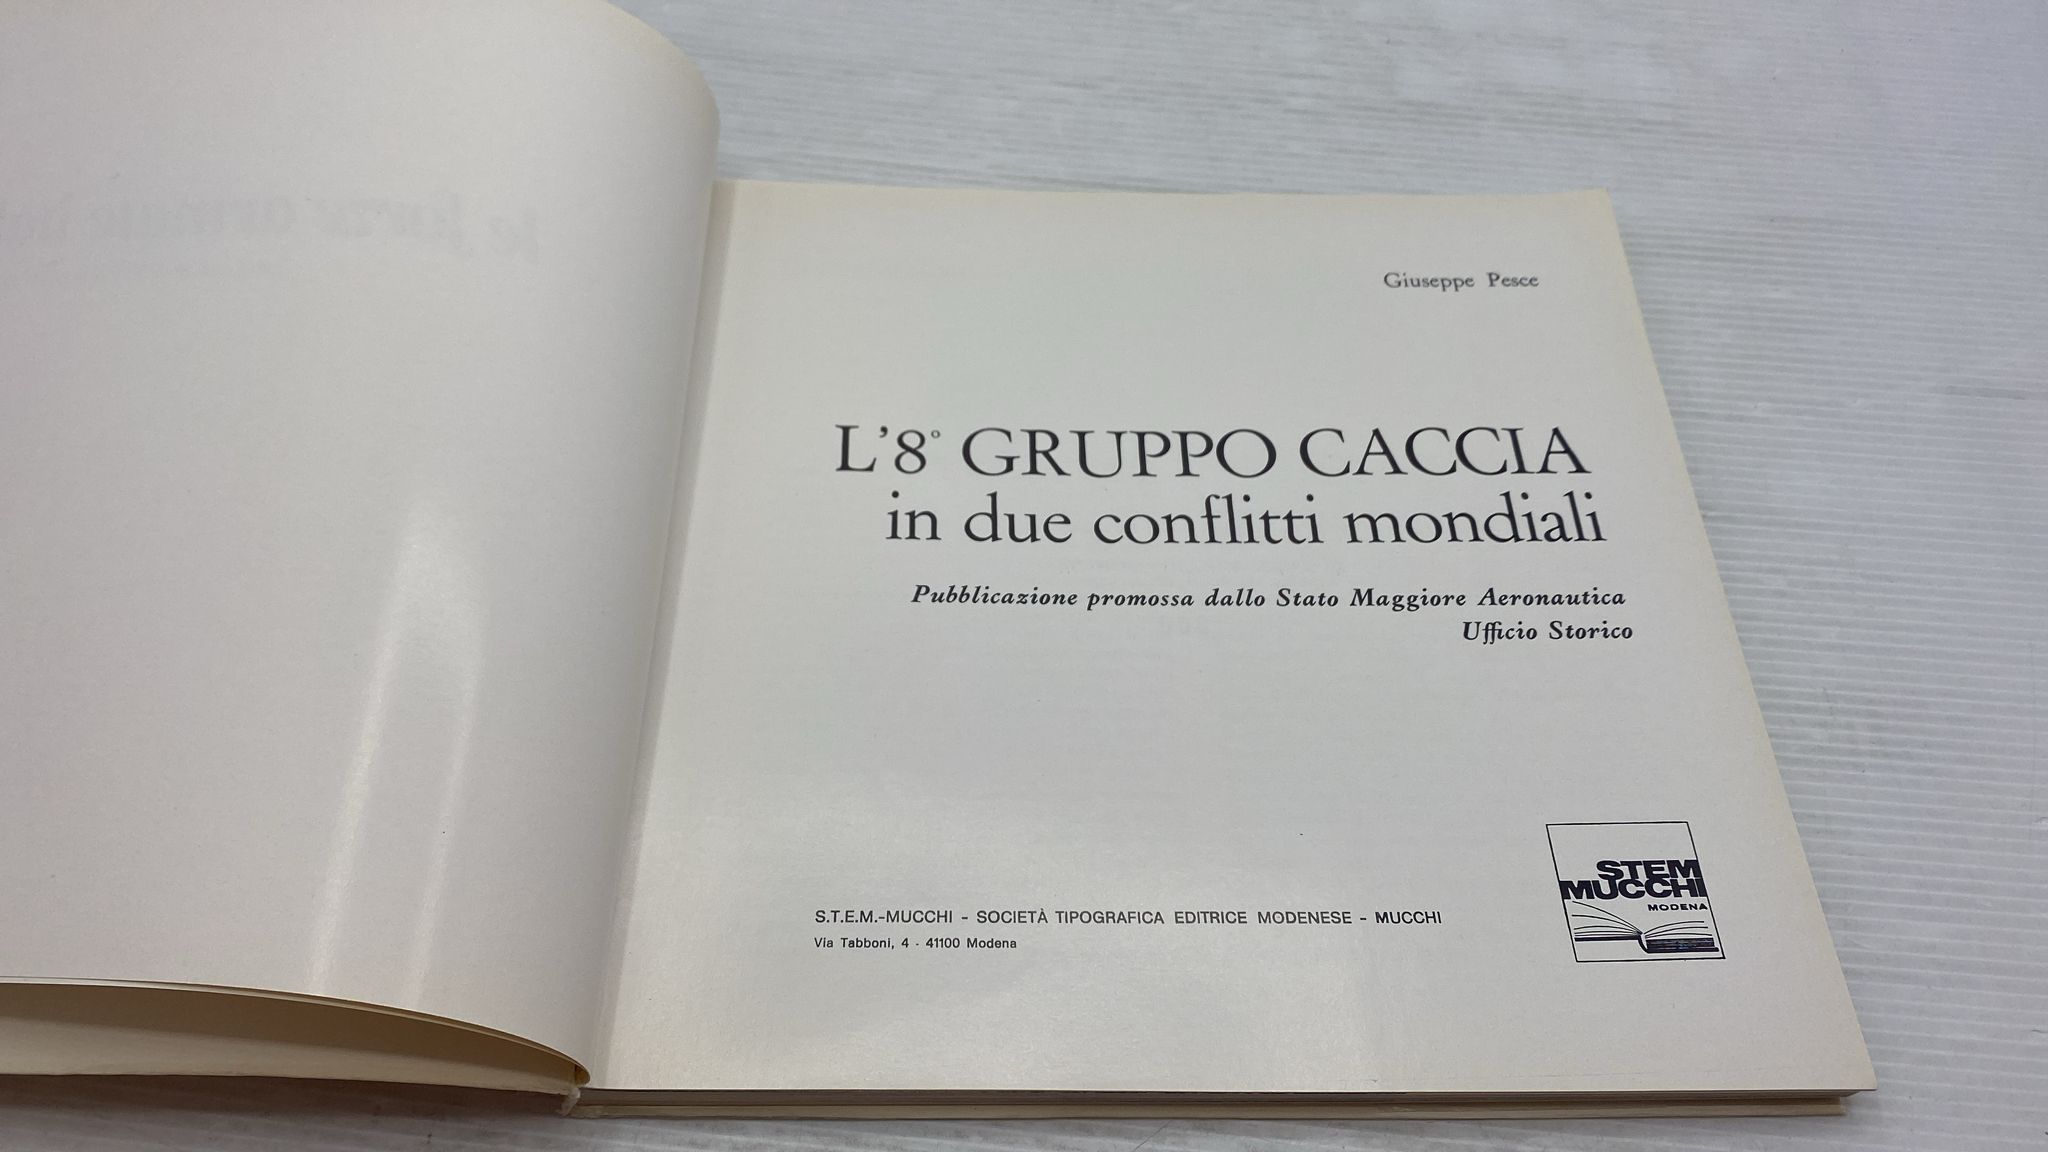 Giuseppe Pesce
L'8° GRUPPO CACCIA
in due conflitti mondiali
Pubblicazione promossa dallo Stato Maggiore Aeronautica
Ufficio Storico
STEM
MUCCHI
MODENA
S.T.E.M.-MUCCHI - SOCIETÀ TIPOGRAFICA EDITRICE MODENESE - MUCCHI
Via Tabboni, 4 - 41100 Modena